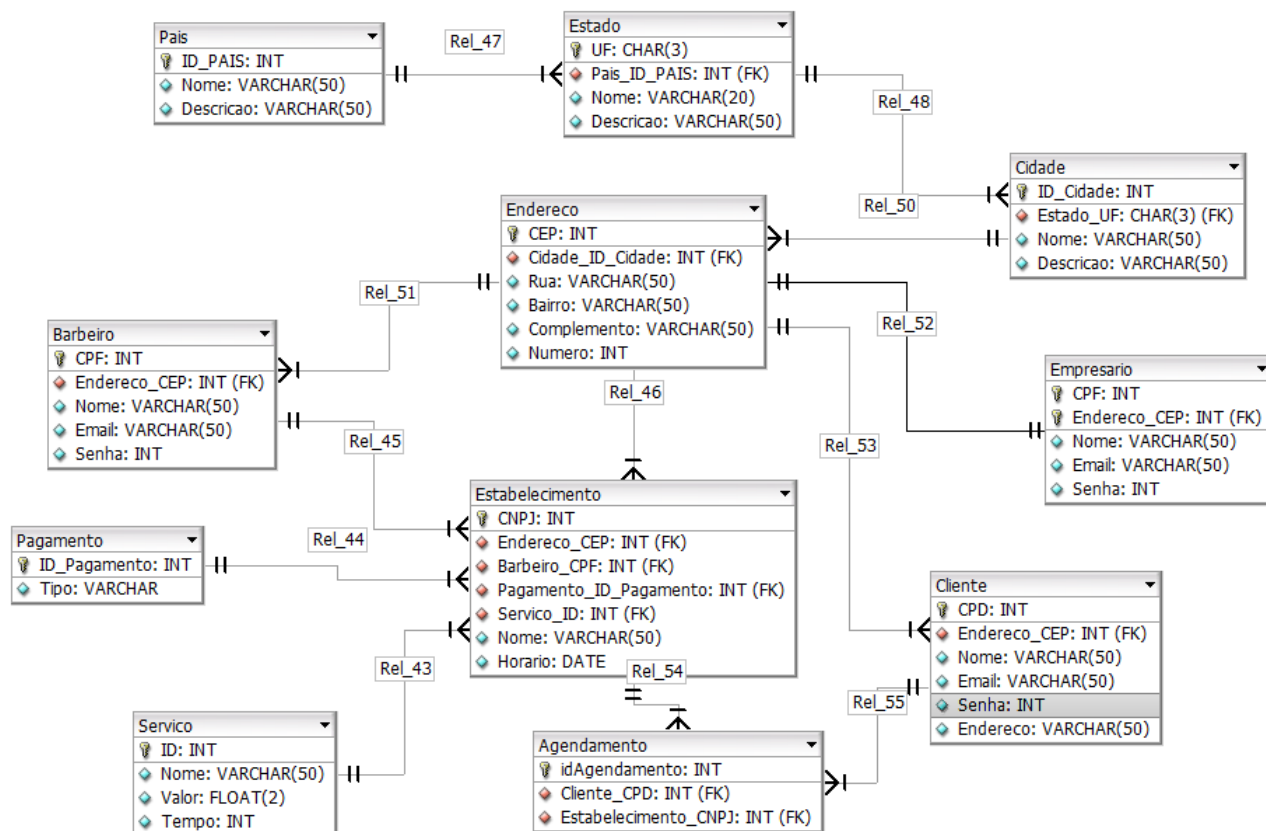 Pais
ID_PAIS: INT
Nome: VARCHAR(50)
Descricao: VARCHAR(50)
Rel_47
Estado
UF: CHAR(3)
Pais_ID_PAIS: INT (FK)
Nome: VARCHAR(20)
Descricao: VARCHAR(50)
Rel_48
Cidade
ID_Cidade: INT
Estado_UF: CHAR(3) (FK)
Nome: VARCHAR(50)
Descricao: VARCHAR(50)
Rel_50
Endereco
CEP: INT
Cidade_ID_Cidade: INT (FK)
Rua: VARCHAR(50)
Bairro: VARCHAR(50)
Complemento: VARCHAR(50)
Numero: INT
Rel_51
Rel_52
Barbeiro
CPF: INT
Endereco_CEP: INT (FK)
Nome: VARCHAR(50)
Email: VARCHAR(50)
Senha: INT
Rel_46
Empresario
CPF: INT
Endereco_CEP: INT (FK)
Nome: VARCHAR(50)
Email: VARCHAR(50)
Senha: INT
Rel_45
Rel_53
Estabelecimento
CNPJ: INT
Endereco_CEP: INT (FK)
Barbeiro_CPF: INT (FK)
Pagamento_ID_Pagamento: INT (FK)
Servico_ID: INT (FK)
Nome: VARCHAR(50)
Horario: DATE
Rel_44
Pagamento
ID_Pagamento: INT
Tipo: VARCHAR
Cliente
CPD: INT
Endereco_CEP: INT (FK)
Nome: VARCHAR(50)
Email: VARCHAR(50)
Senha: INT
Endereco: VARCHAR(50)
Rel_43
Rel_54
Rel_55
Servico
ID: INT
Nome: VARCHAR(50)
Valor: FLOAT(2)
Tempo: INT
Agendamento
idAgendamento: INT
Cliente_CPD: INT (FK)
Estabelecimento_CNPJ: INT (FK)